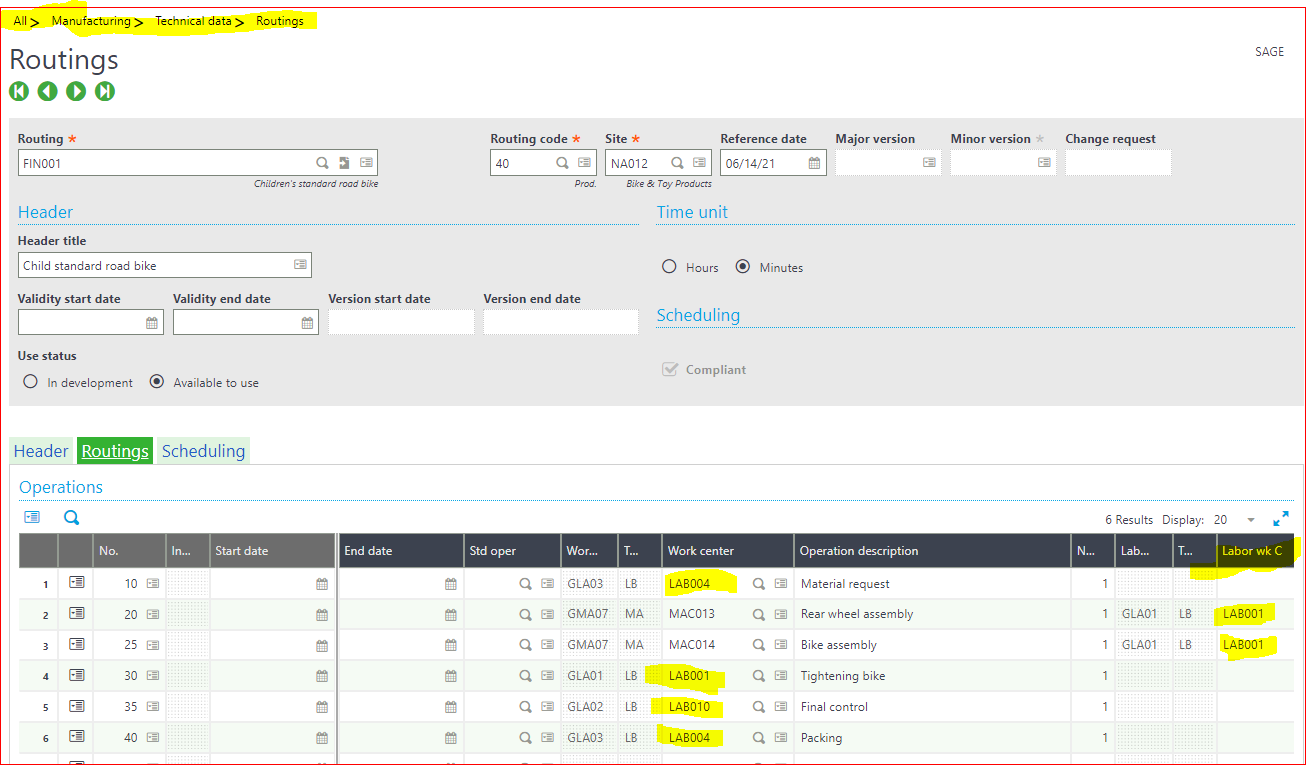 All > Manufacturing > Technical data > Routings
Routings
SAGE
Routing * Routing code * Site * Reference date Major version Minor version * Change request
FIN001 40 NA012 06/14/21
Children's standard road bike Prod. Bike & Toy Products
Header Time unit
Header title
Child standard road bike
Hours Minutes
Validity start date Validity end date Version start date Version end date
Scheduling
Use status
In development Available to use
Compliant
Header Routings Scheduling
Operations
6 Results Display: 20
No. In... Start date End date Std oper Wor... T... Work center Operation description N... Lab... T... Labor wk C
1 10 GLA03 LB LAB004 Material request 1
2 20 GMA07 MA MAC013 Rear wheel assembly 1 GLA01 LB LAB001
3 25 GMA07 MA MAC014 Bike assembly 1 GLA01 LB LAB001
4 30 GLA01 LB LAB001 Tightening bike 1
5 35 GLA02 LB LAB010 Final control 1
6 40 GLA03 LB LAB004 Packing 1